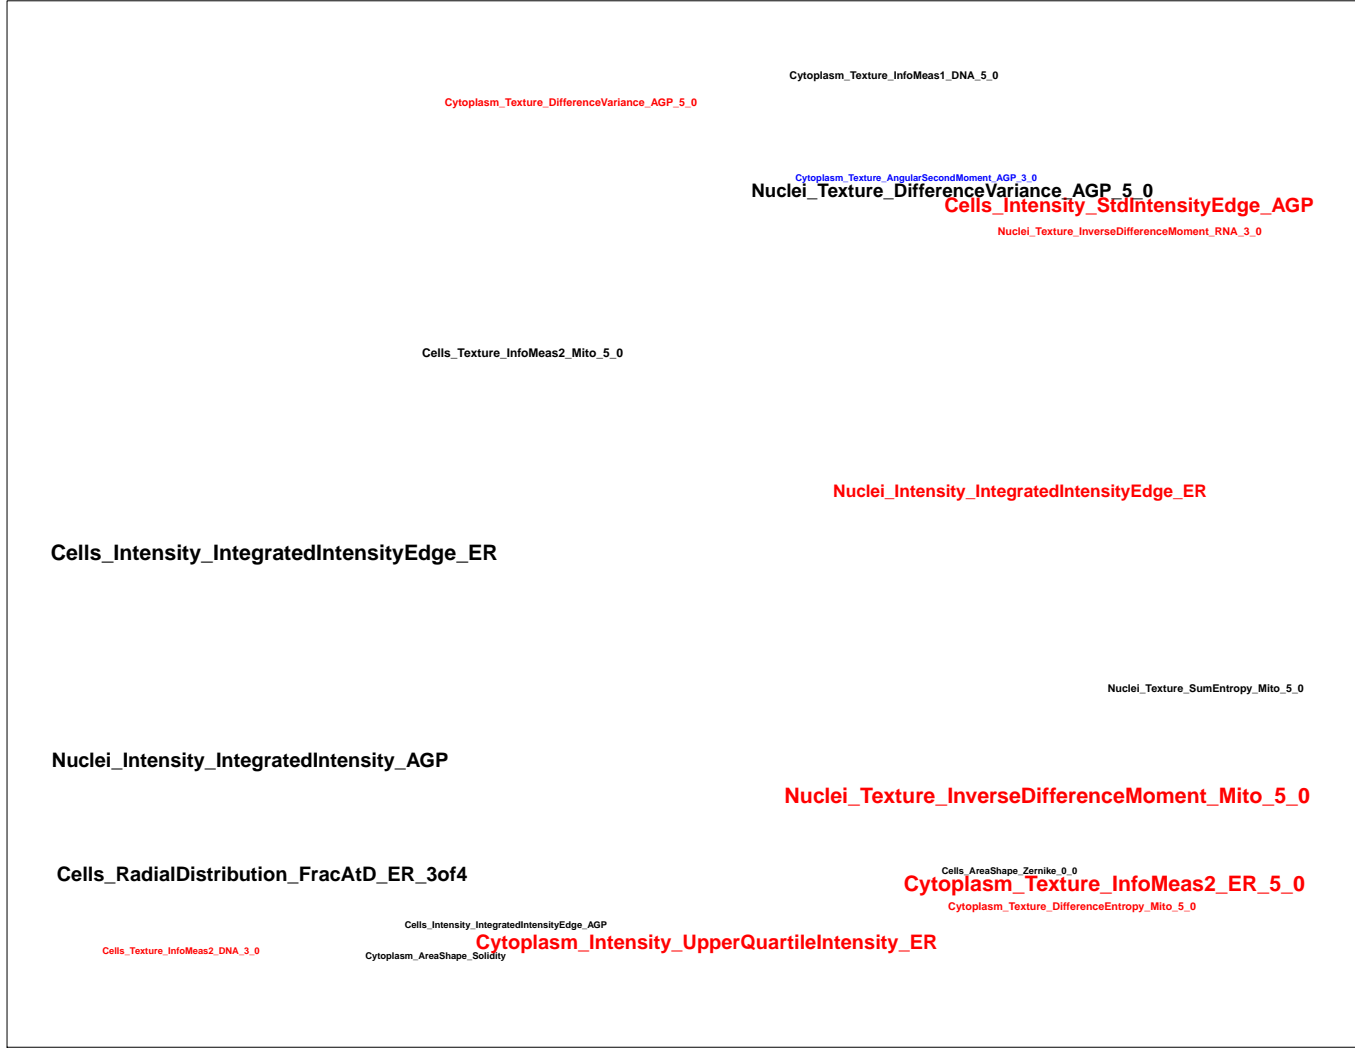 Cytoplasm_Texture_InfoMeas1_DNA_5_0
Cytoplasm_Texture_DifferenceVariance_AGP_5_0
Cytoplasm_Texture_AngularSecondMoment_AGP_3_0
Nuclei_Texture_DifferenceVariance_AGP_5_0
Cells_Intensity_StdIntensityEdge_AGP
Nuclei_Texture_InverseDifferenceMoment_RNA_3_0
Cells_Texture_InfoMeas2_Mito_5_0
Nuclei_Intensity_IntegratedIntensityEdge_ER
Cells_Intensity_IntegratedIntensityEdge_ER
Nuclei_Texture_SumEntropy_Mito_5_0
Nuclei_Intensity_IntegratedIntensity_AGP
Nuclei_Texture_InverseDifferenceMoment_Mito_5_0
Cells_RadialDistribution_FracAtD_ER_3of4
Cells_AreaShape_Zernike_0_0
Cytoplasm_Texture_InfoMeas2_ER_5_0
Cytoplasm_Texture_DifferenceEntropy_Mito_5_0
Cells_Intensity_IntegratedIntensityEdge_AGP
Cytoplasm_Intensity_UpperQuartileIntensity_ER
Cells_Texture_InfoMeas2_DNA_3_0
Cytoplasm_AreaShape_Solidity